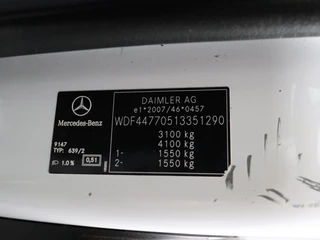 DAIMLER AG
e1*2007/46*0457
WDF44770513351290
3100 kg
4100 kg
1- 1550 kg
2- 1550 kg
Mercedes-Benz
9147
TYP: 639/2
1.0 % 0,51